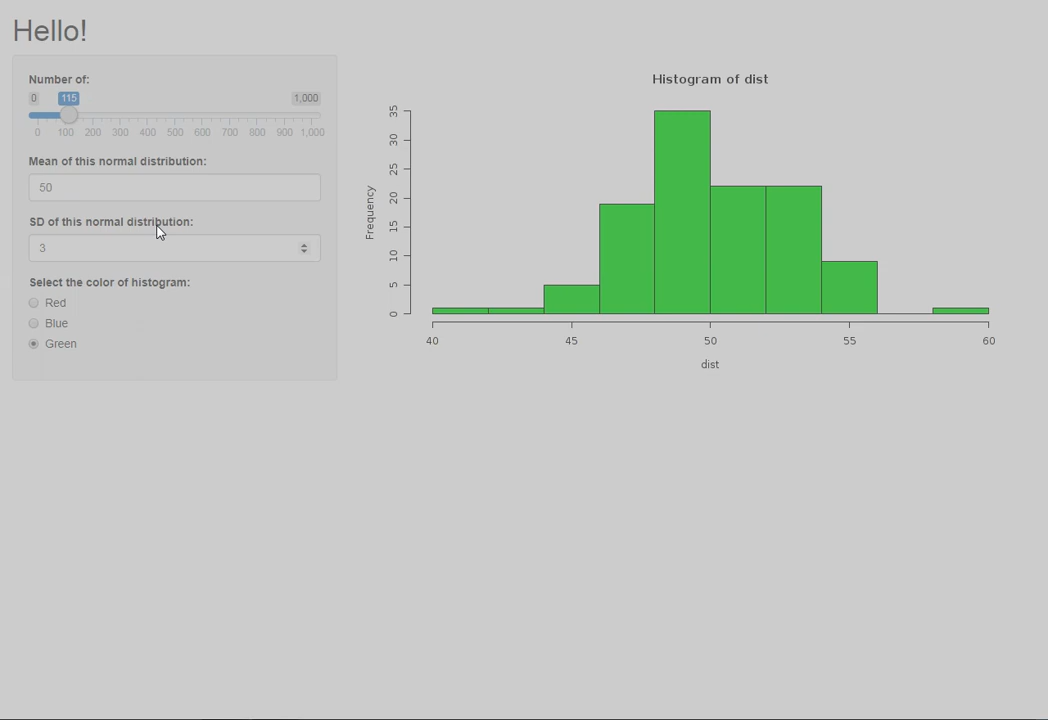 Hello!
Number of:
0 115 1,000
0 100 200 300 400 500 600 700 800 900 1,000
Mean of this normal distribution:
50
SD of this normal distribution:
3
Select the color of histogram:
Red
Blue
Green
Histogram of dist
Frequency
35
30
25
20
15
10
5
0
40 45 50 55 60
dist